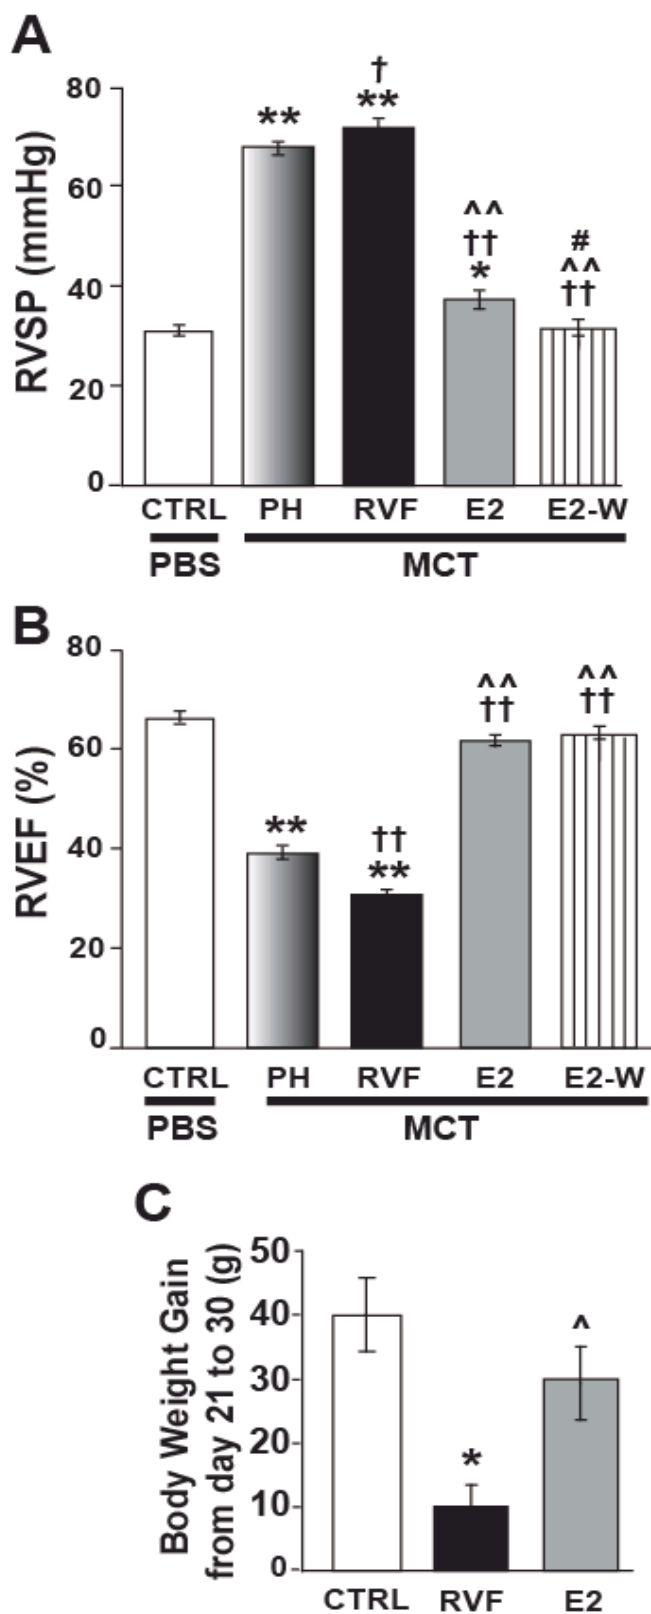 A
RVSP (mmHg)
80
60
40
20
0
**
†
**
^^
††
*
#
^^
††
CTRL PH RVF E2 E2-W
PBS MCT
B
RVEF (%)
80
60
40
20
0
**
††
**
^^
††
^^
††
CTRL PH RVF E2 E2-W
PBS MCT
C
Body Weight Gain
from day 21 to 30 (g)
50
40
30
20
10
0
*
^
CTRL RVF E2